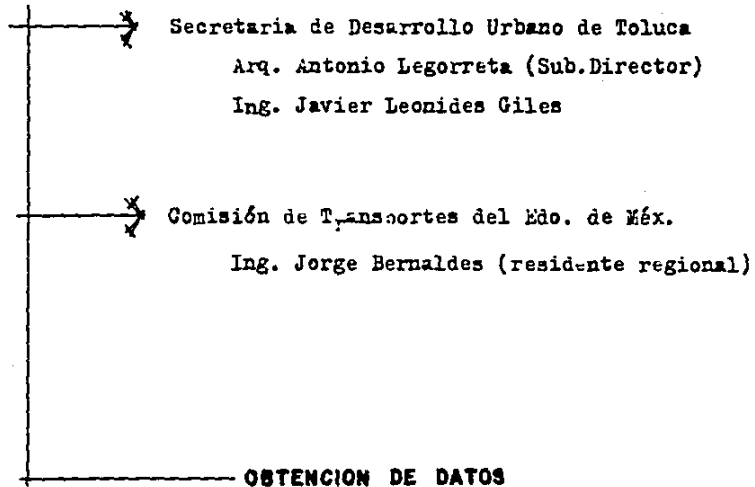 Secretaria de Desarrollo Urbano de Toluca
Arq. Antonio Legorreta (Sub.Director)
Ing. Javier Leonides Giles
Comisión de Transportes del Edo. de Méx.
Ing. Jorge Bernaldes (residente regional)
OBTENCION DE DATOS